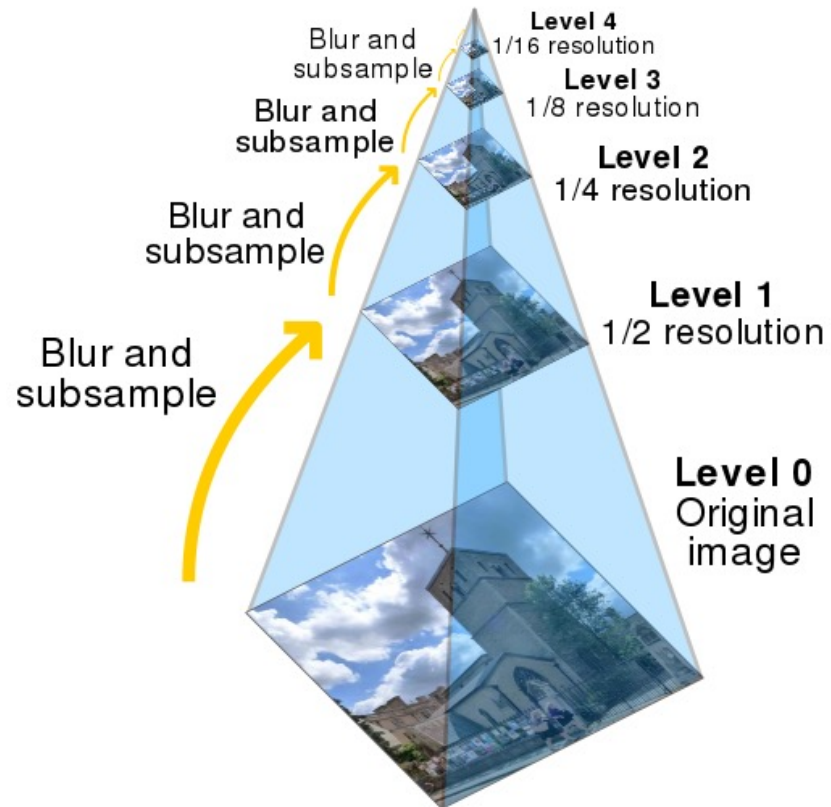 Level 4
1/16 resolution
Blur and
subsample
Level 3
1/8 resolution
Blur and
subsample
Level 2
1/4 resolution
Blur and
subsample
Level 1
1/2 resolution
Blur and
subsample
Level 0
Original
image